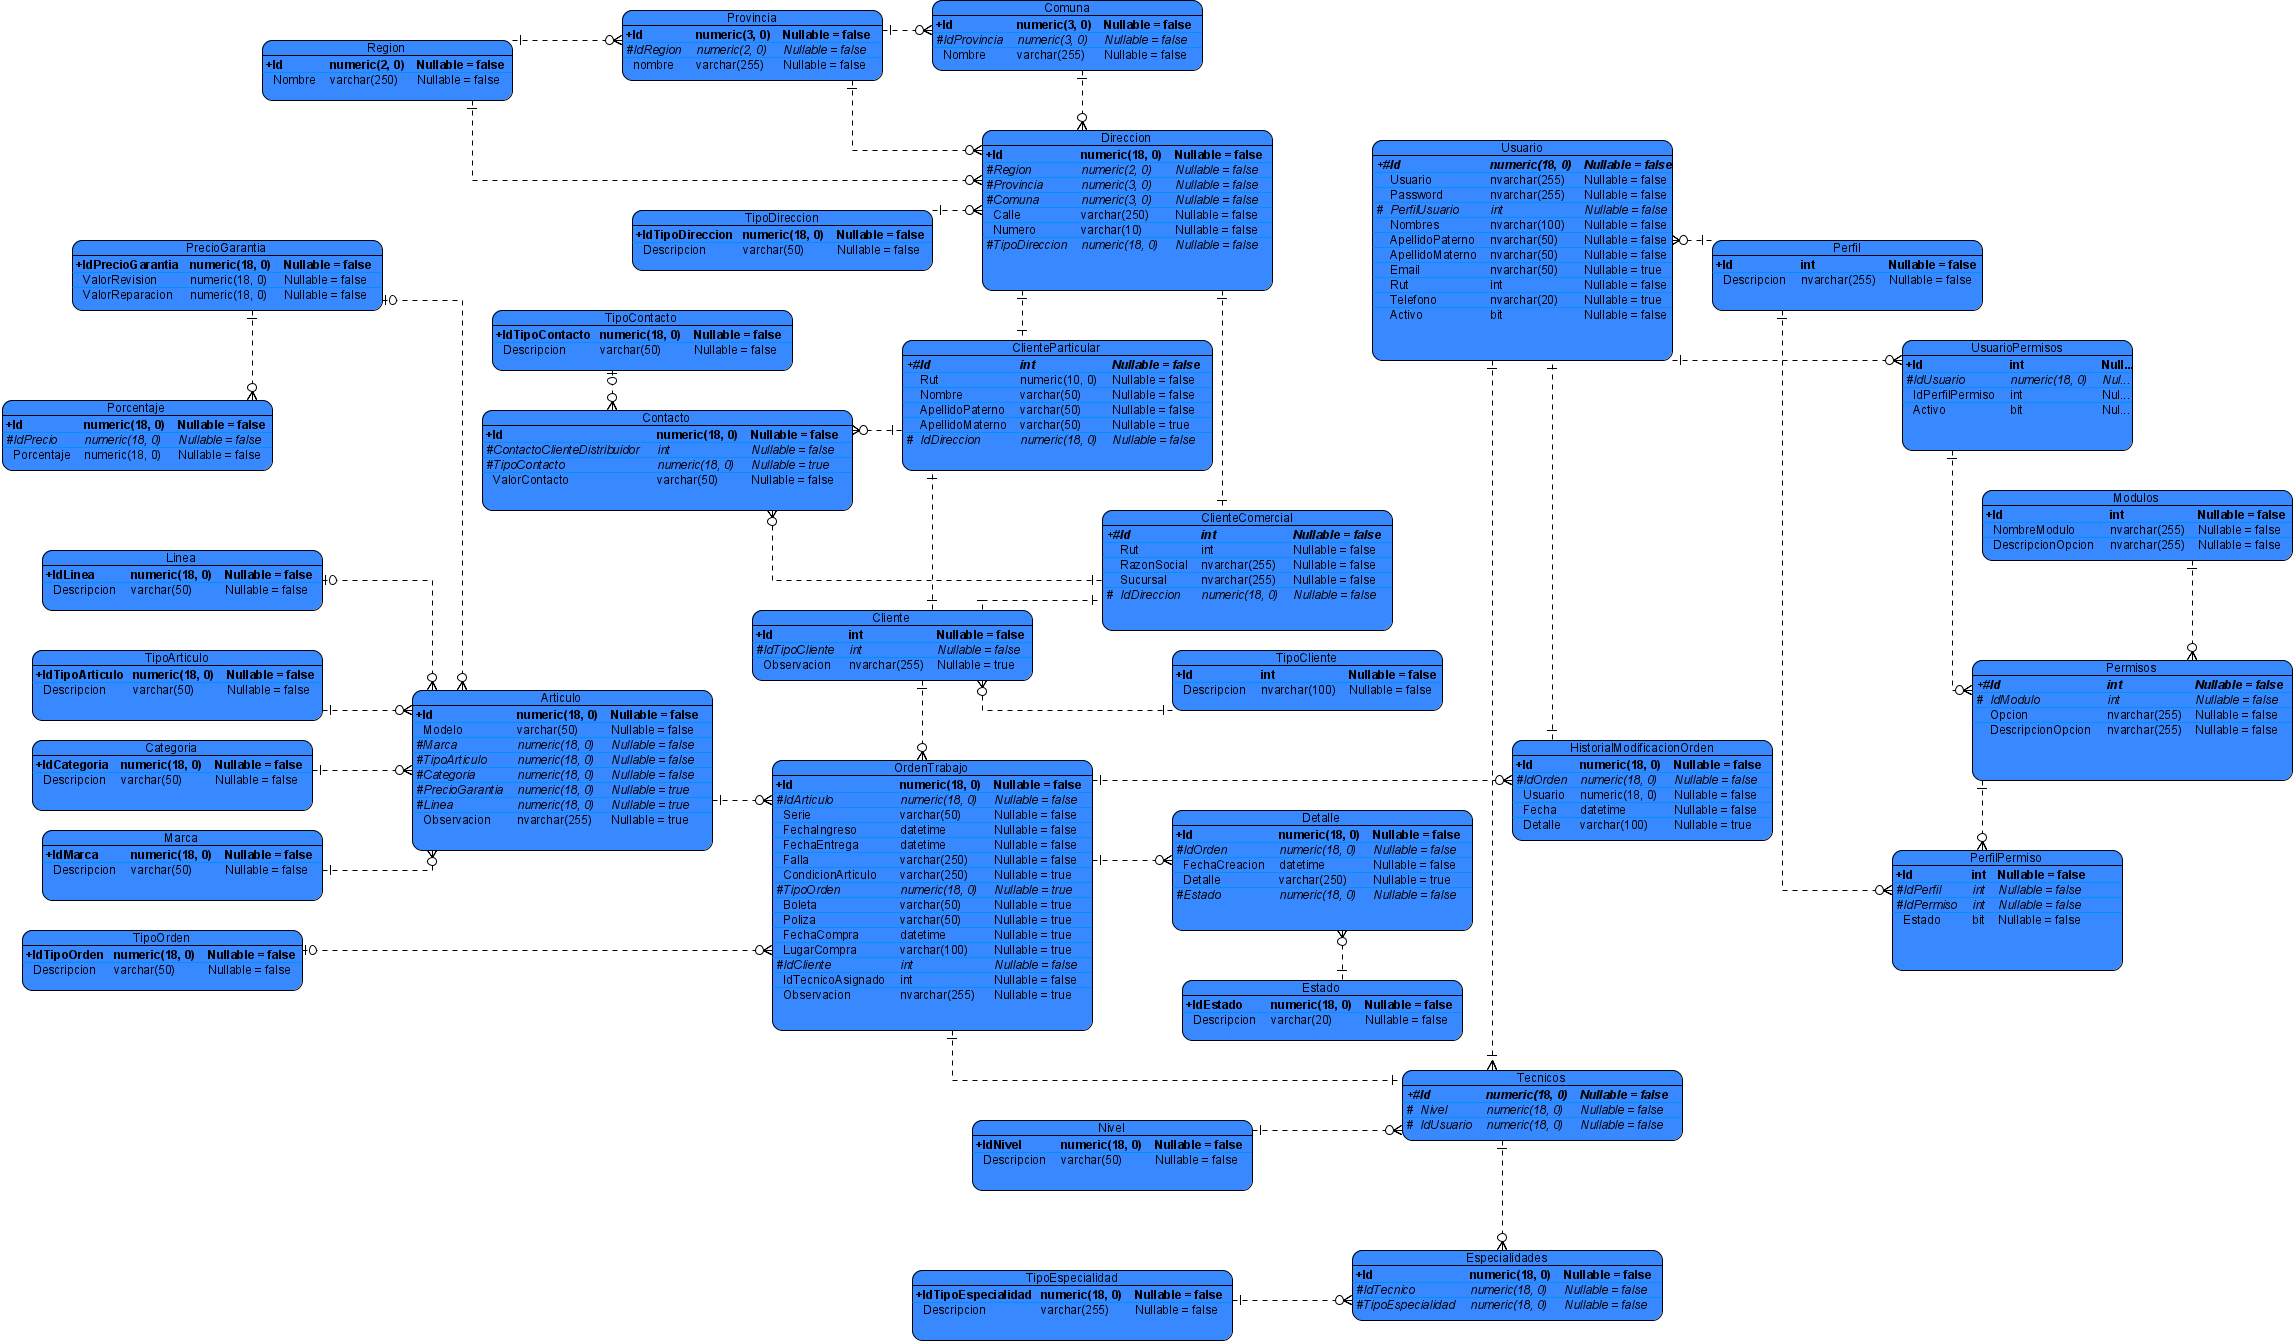 Region
+Id numeric(2, 0) Nullable = false
Nombre varchar(250) Nullable = false
Provincia
+Id numeric(3, 0) Nullable = false
#IdRegion numeric(2, 0) Nullable = false
nombre varchar(255) Nullable = false
Comuna
+Id numeric(3, 0) Nullable = false
#IdProvincia numeric(3, 0) Nullable = false
Nombre varchar(255) Nullable = false
Direccion
+Id numeric(18, 0) Nullable = false
#Region numeric(2, 0) Nullable = false
#Provincia numeric(3, 0) Nullable = false
#Comuna numeric(3, 0) Nullable = false
Calle varchar(250) Nullable = false
Numero varchar(10) Nullable = false
#TipoDireccion numeric(18, 0) Nullable = false
TipoDireccion
+IdTipoDireccion numeric(18, 0) Nullable = false
Descripcion varchar(50) Nullable = false
Usuario
+#Id numeric(18, 0) Nullable = false
Usuario nvarchar(255) Nullable = false
Password nvarchar(255) Nullable = false
# PerfilUsuario int Nullable = false
Nombres nvarchar(100) Nullable = false
ApellidoPaterno nvarchar(50) Nullable = false
ApellidoMaterno nvarchar(50) Nullable = false
Email nvarchar(50) Nullable = true
Rut int Nullable = false
Telefono nvarchar(20) Nullable = true
Activo bit Nullable = false
Perfil
+Id int Nullable = false
Descripcion nvarchar(255) Nullable = false
PrecioGarantia
+IdPrecioGarantia numeric(18, 0) Nullable = false
ValorRevision numeric(18, 0) Nullable = false
ValorReparacion numeric(18, 0) Nullable = false
TipoContacto
+IdTipoContacto numeric(18, 0) Nullable = false
Descripcion varchar(50) Nullable = false
ClienteParticular
+#Id int Nullable = false
Rut numeric(10, 0) Nullable = false
Nombre varchar(50) Nullable = false
ApellidoPaterno varchar(50) Nullable = false
ApellidoMaterno varchar(50) Nullable = true
# IdDireccion numeric(18, 0) Nullable = false
UsuarioPermisos
+Id int Null...
#IdUsuario numeric(18, 0) Nul...
IdPerfilPermiso int Nul...
Activo bit Nul...
Porcentaje
+Id numeric(18, 0) Nullable = false
#IdPrecio numeric(18, 0) Nullable = false
Porcentaje numeric(18, 0) Nullable = false
Contacto
+Id numeric(18, 0) Nullable = false
#ContactoClienteDistribuidor int Nullable = false
#TipoContacto numeric(18, 0) Nullable = true
ValorContacto varchar(50) Nullable = false
Modulos
+Id int Nullable = false
NombreModulo nvarchar(255) Nullable = false
DescripcionOpcion nvarchar(255) Nullable = false
ClienteComercial
+#Id int Nullable = false
Rut int Nullable = false
RazonSocial nvarchar(255) Nullable = false
Sucursal nvarchar(255) Nullable = false
# IdDireccion numeric(18, 0) Nullable = false
Linea
+IdLinea numeric(18, 0) Nullable = false
Descripcion varchar(50) Nullable = false
Cliente
+Id int Nullable = false
#IdTipoCliente int Nullable = false
Observacion nvarchar(255) Nullable = true
TipoCliente
+Id int Nullable = false
Descripcion nvarchar(100) Nullable = false
TipoArticulo
+IdTipoArticulo numeric(18, 0) Nullable = false
Descripcion varchar(50) Nullable = false
Permisos
+#Id int Nullable = false
# IdModulo int Nullable = false
Opcion nvarchar(255) Nullable = false
DescripcionOpcion nvarchar(255) Nullable = false
Articulo
+Id numeric(18, 0) Nullable = false
Modelo varchar(50) Nullable = false
#Marca numeric(18, 0) Nullable = false
#TipoArticulo numeric(18, 0) Nullable = false
#Categoria numeric(18, 0) Nullable = false
#PrecioGarantia numeric(18, 0) Nullable = true
#Linea numeric(18, 0) Nullable = true
Observacion nvarchar(255) Nullable = true
Categoria
+IdCategoria numeric(18, 0) Nullable = false
Descripcion varchar(50) Nullable = false
HistorialModificacionOrden
+Id numeric(18, 0) Nullable = false
#IdOrden numeric(18, 0) Nullable = false
Usuario numeric(18, 0) Nullable = false
Fecha datetime Nullable = false
Detalle varchar(100) Nullable = true
OrdenTrabajo
+Id numeric(18, 0) Nullable = false
#IdArticulo numeric(18, 0) Nullable = false
Serie varchar(50) Nullable = false
FechaIngreso datetime Nullable = false
FechaEntrega datetime Nullable = false
Falla varchar(250) Nullable = false
CondicionArticulo varchar(250) Nullable = true
#TipoOrden numeric(18, 0) Nullable = true
Boleta varchar(50) Nullable = true
Poliza varchar(50) Nullable = true
FechaCompra datetime Nullable = true
LugarCompra varchar(100) Nullable = true
#IdCliente int Nullable = false
IdTecnicoAsignado int Nullable = false
Observacion nvarchar(255) Nullable = true
Marca
+IdMarca numeric(18, 0) Nullable = false
Descripcion varchar(50) Nullable = false
Detalle
+Id numeric(18, 0) Nullable = false
#IdOrden numeric(18, 0) Nullable = false
FechaCreacion datetime Nullable = false
Detalle varchar(250) Nullable = true
#Estado numeric(18, 0) Nullable = false
PerfilPermiso
+Id int Nullable = false
#IdPerfil int Nullable = false
#IdPermiso int Nullable = false
Estado bit Nullable = false
TipoOrden
+IdTipoOrden numeric(18, 0) Nullable = false
Descripcion varchar(50) Nullable = false
Estado
+IdEstado numeric(18, 0) Nullable = false
Descripcion varchar(20) Nullable = false
Tecnicos
+#Id numeric(18, 0) Nullable = false
# Nivel numeric(18, 0) Nullable = false
# IdUsuario numeric(18, 0) Nullable = false
Nivel
+IdNivel numeric(18, 0) Nullable = false
Descripcion varchar(50) Nullable = false
Especialidades
+Id numeric(18, 0) Nullable = false
#IdTecnico numeric(18, 0) Nullable = false
#TipoEspecialidad numeric(18, 0) Nullable = false
TipoEspecialidad
+IdTipoEspecialidad numeric(18, 0) Nullable = false
Descripcion varchar(255) Nullable = false